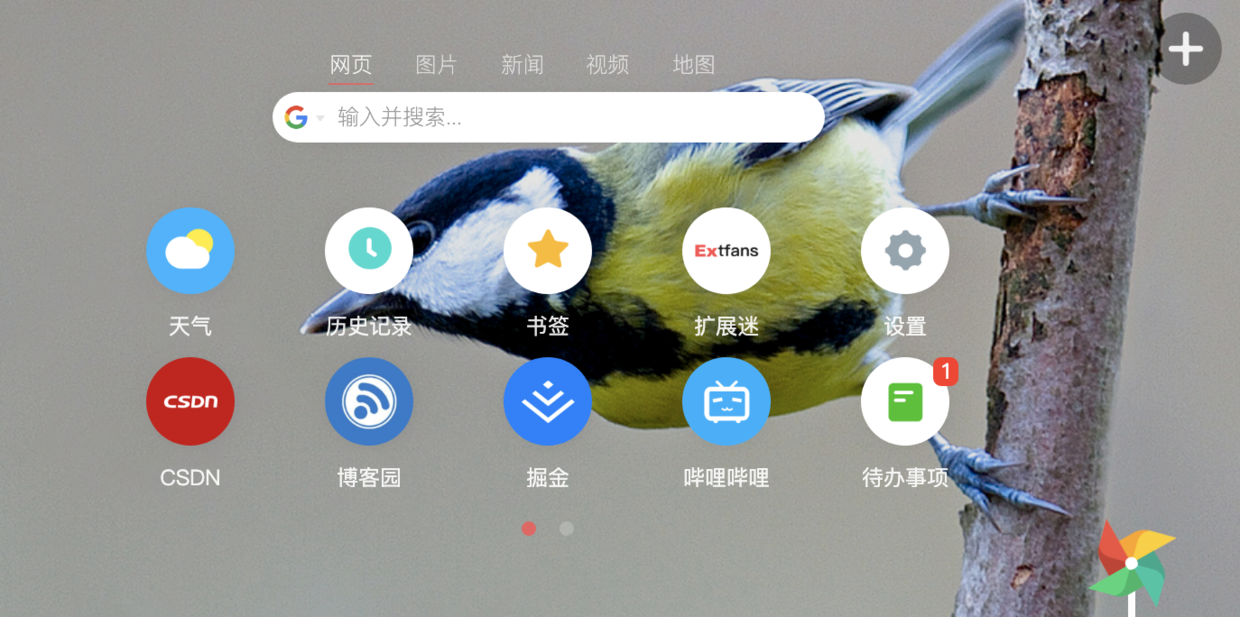 网页 图片 新闻 视频 地图
输入并搜索...
Extfans
天气 历史记录 书签 扩展迷 设置
CSDN 1
CSDN 博客园 掘金 哔哩哔哩 待办事项